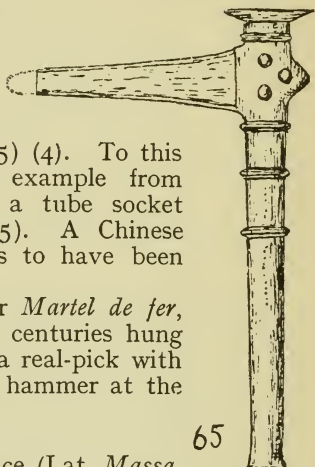 5) (4). To this
example from
a tube socket
5). A Chinese
s to have been
r Martel de fer,
centuries hung
a real-pick with
hammer at the
65
ce (Lat. Massa